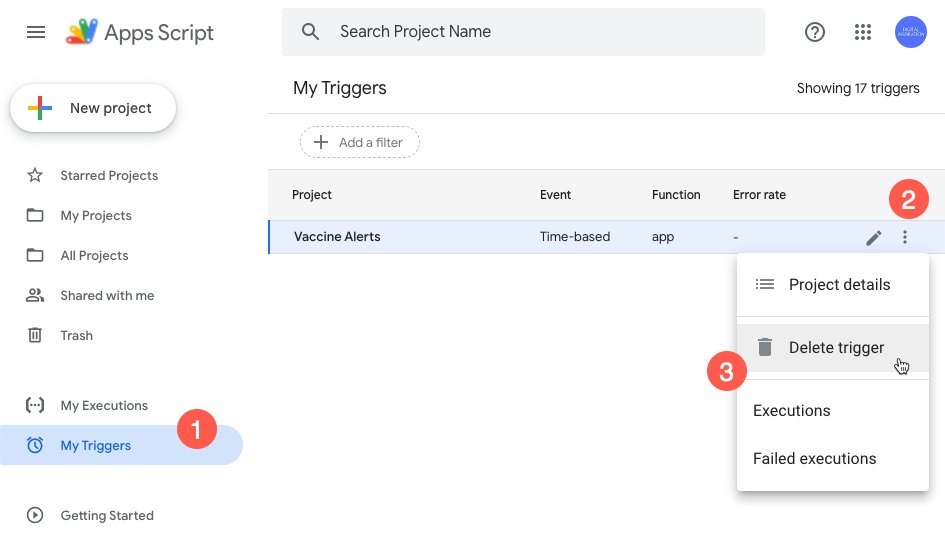 Apps Script
Search Project Name
DIGITAL
INSPIRATION
New project
My Triggers
Showing 17 triggers
Add a filter
Starred Projects
My Projects
All Projects
Shared with me
Trash
My Executions
My Triggers
1
Getting Started
Project Event Function Error rate
2
Vaccine Alerts Time-based app -
Project details
Delete trigger
3
Executions
Failed executions